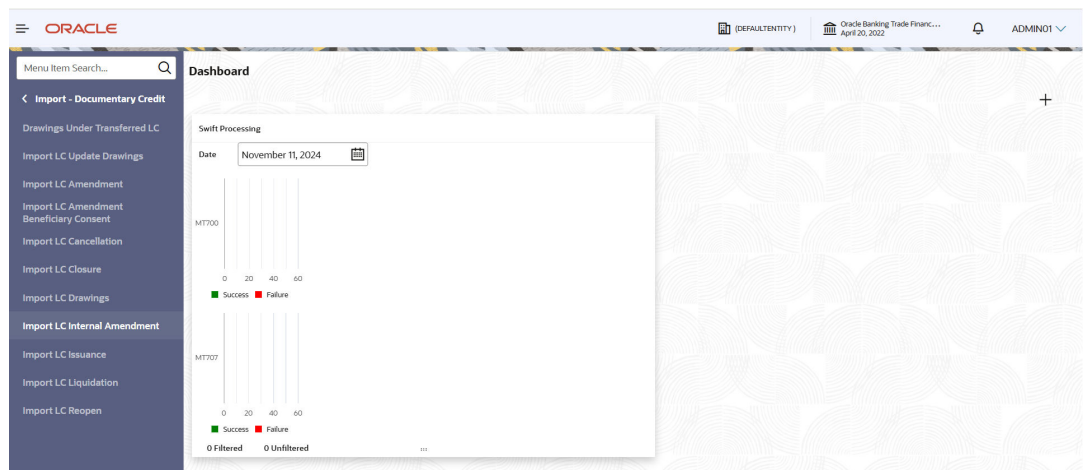 ORACLE
(DEFAULTENTITY )
Oracle Banking Trade Financ...
April 20, 2022
ADMIN01
Menu Item Search...
Import - Documentary Credit
Drawings Under Transferred LC
Import LC Update Drawings
Import LC Amendment
Import LC Amendment
Beneficiary Consent
Import LC Cancellation
Import LC Closure
Import LC Drawings
Import LC Internal Amendment
Import LC Issuance
Import LC Liquidation
Import LC Reopen
Dashboard
Swift Processing
Date November 11, 2024
MT700
0 20 40 60
Success Failure
MT707
0 20 40 60
Success Failure
0 Filtered 0 Unfiltered